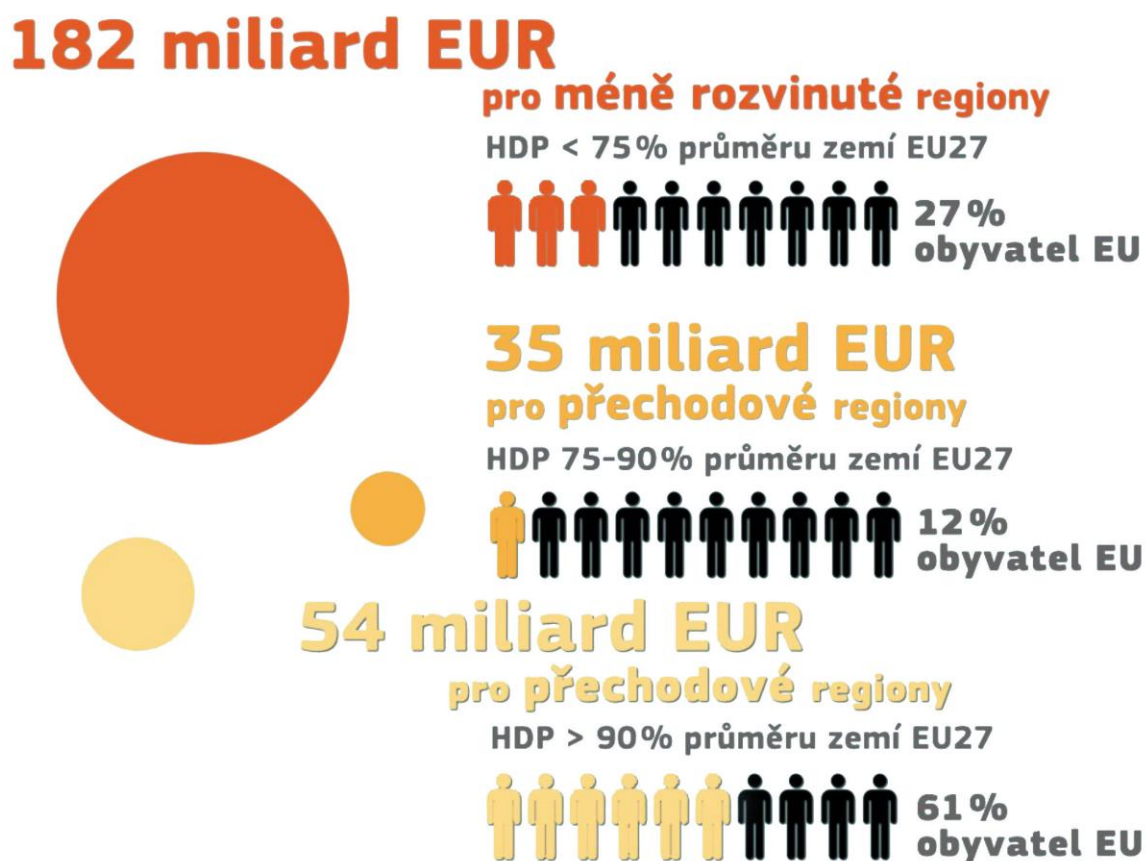 182 miliard EUR
pro méně rozvinuté regiony
HDP < 75% průměru zemí EU27
27%
obyvatel EU
35 miliard EUR
pro přechodové regiony
HDP 75-90% průměru zemí EU27
12%
obyvatel EU
54 miliard EUR
pro přechodové regiony
HDP > 90% průměru zemí EU27
61%
obyvatel EU